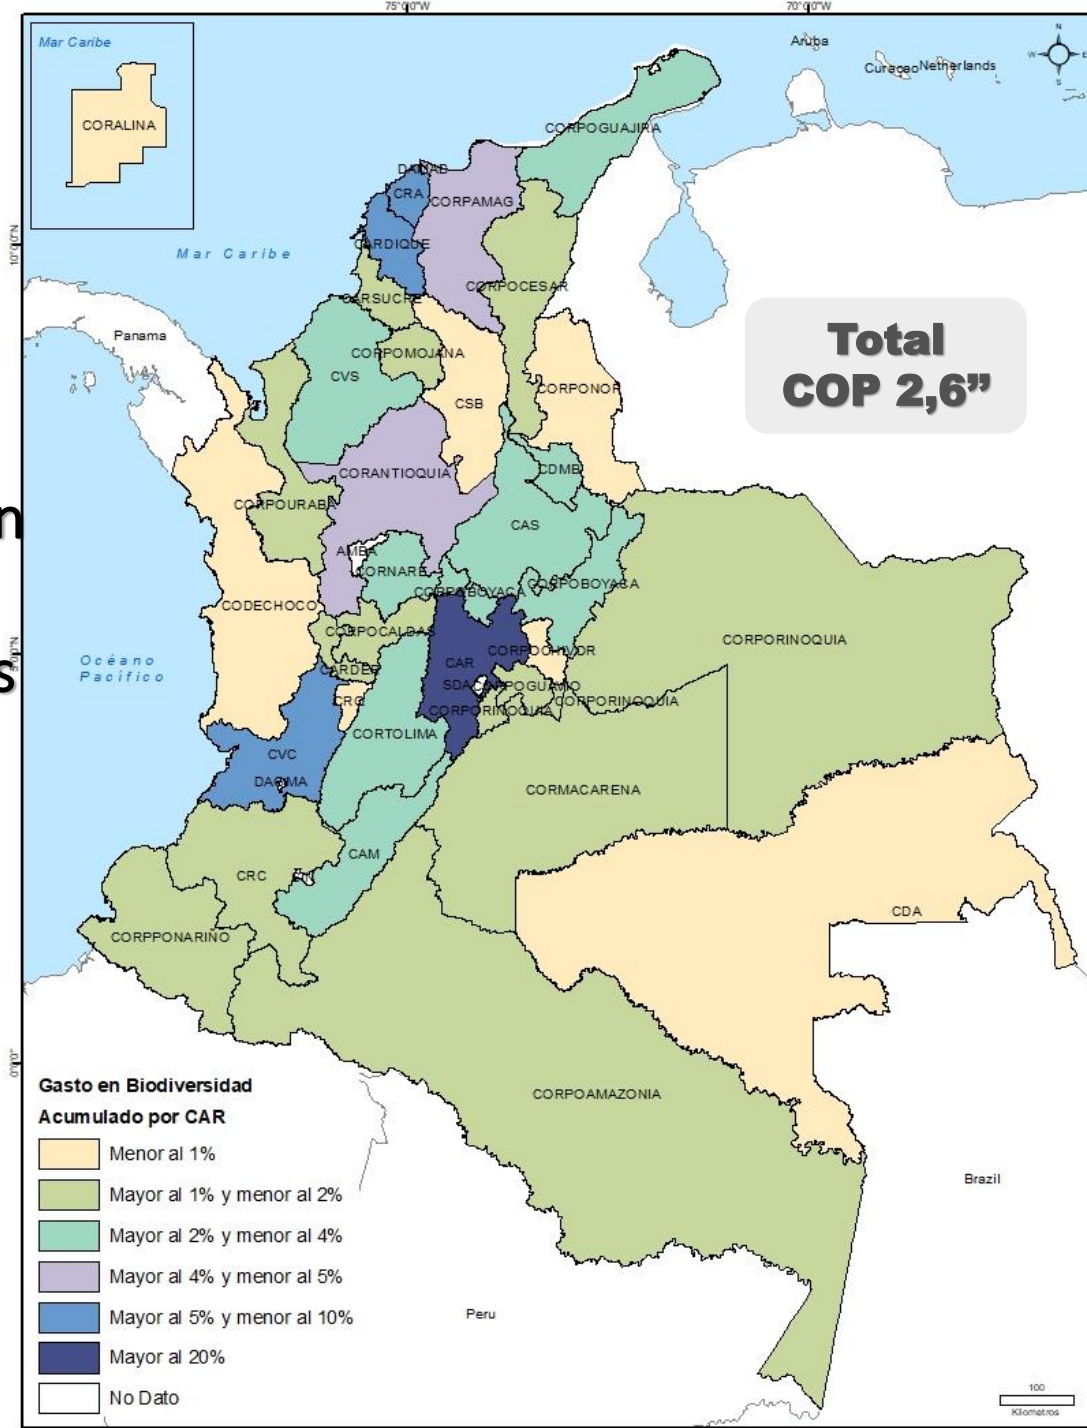 75°0'0"W
70°0'0"W
Mar Caribe
CORALINA
Aruba
Curacao Netherlands
N
W
E
S
CORPOGUAJIRA
CRA
CORPAMAG
10°0'0"N
Mar Caribe
CARDIQUE
CORPOCESAR
CARSUCRE
Panama
CORPOMOJANA
CVS
CSB
CORPONOR
Total
COP 2,6”
CORANTIOQUIA
CDMB
CORPOURABA
CAS
n
AMBA
CORNARE
CORPOBOYACA
CORPOBOYACA
CODECHOCO
CORPOCALDAS
CORPORINOQUIA
CORPOCHIVOR
Océano
Pacífico
s
CAR
CARDER
SDA
CORPOGUAVIO
CRQ
CORPORINOQUIA
CORPORINOQUIA
CORTOLIMA
CVC
DAGMA
CORMACARENA
CAM
CRC
CDA
CORPPONARIÑO
0°0'0"
Gasto en Biodiversidad
Acumulado por CAR
CORPOAMAZONIA
Menor al 1%
Brazil
Mayor al 1% y menor al 2%
Mayor al 2% y menor al 4%
Mayor al 4% y menor al 5%
Peru
Mayor al 5% y menor al 10%
Mayor al 20%
No Dato
100
Kilometros